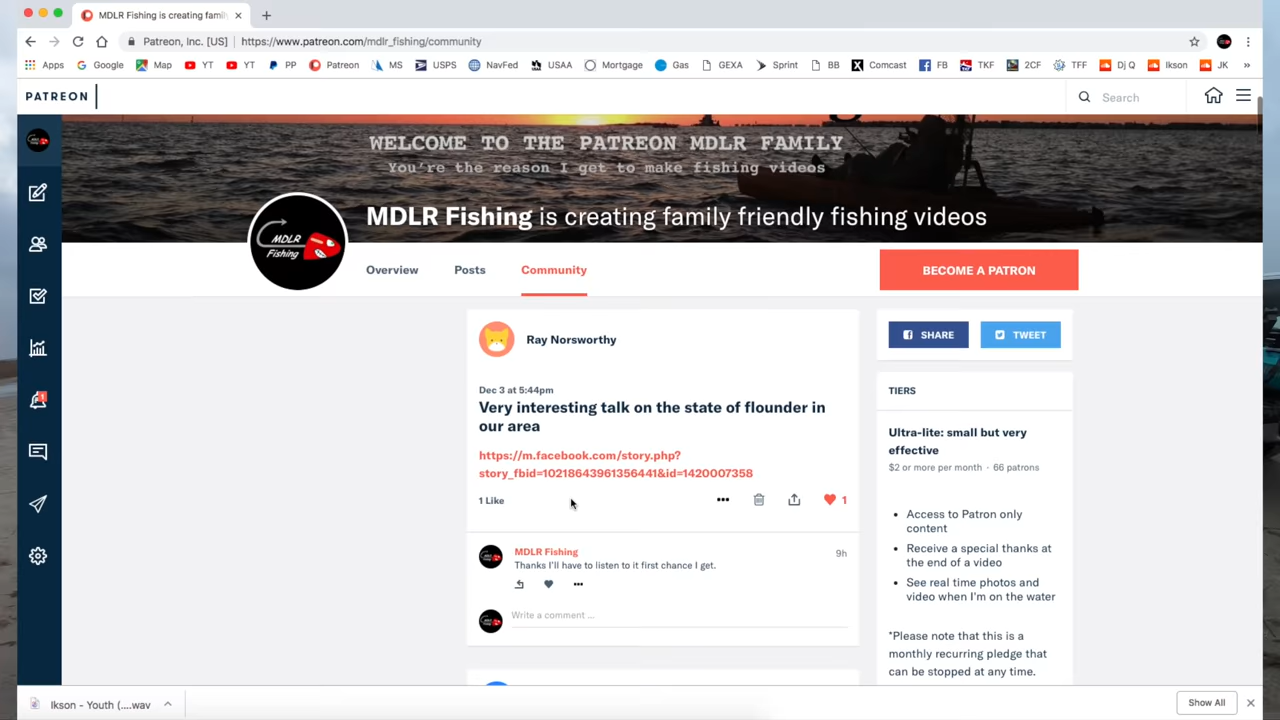 MDLR Fishing is creating famil
Patreon, Inc. [US] https://www.patreon.com/mdlr_fishing/community
Apps Google Map YT YT PP Patreon MS USPS NavFed USAA Mortgage Gas GEXA Sprint BB Comcast FB TKF 2CF TFF Dj Q Ikson JK »
PATREON
Search
WELCOME TO THE PATREON MDLR FAMILY
You're the reason I get to make fishing videos
MDLR Fishing is creating family friendly fishing videos
MDLR
Fishing
Overview Posts Community
BECOME A PATRON
Ray Norsworthy
Dec 3 at 5:44pm
Very interesting talk on the state of flounder in
our area
https://m.facebook.com/story.php?
story_fbid=10218643961356441&id=1420007358
1 Like
1
MDLR Fishing 9h
Thanks I'll have to listen to it first chance I get.
Write a comment ...
SHARE TWEET
TIERS
Ultra-lite: small but very
effective
$2 or more per month · 66 patrons
• Access to Patron only
content
• Receive a special thanks at
the end of a video
• See real time photos and
video when I'm on the water
*Please note that this is a
monthly recurring pledge that
can be stopped at any time.
Ikson - Youth (....wav
Show All